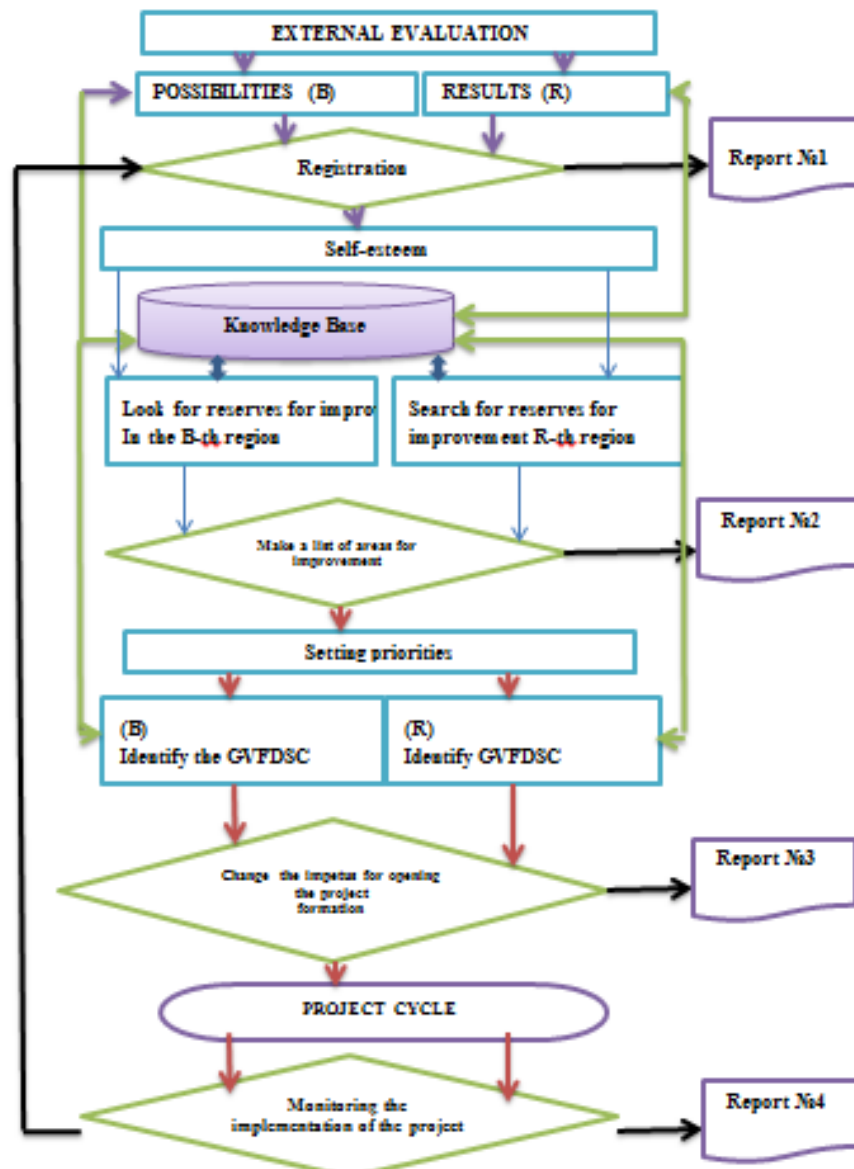 EXTERNAL EVALUATION
POSSIBILITIES (B)
RESULTS (R)
Registration
Report №1
Self-esteem
Knowledge Base
Look for reserves for improv
In the B-th region
Search for reserves for
improvement R-th region
Make a list of areas for
improvement
Report №2
Setting priorities
(B)
Identify the GVFDSC
(R)
Identify GVFDSC
Change the impetus for opening
the project
formation
Report №3
PROJECT CYCLE
Monitoring the
implementation of the project
Report №4